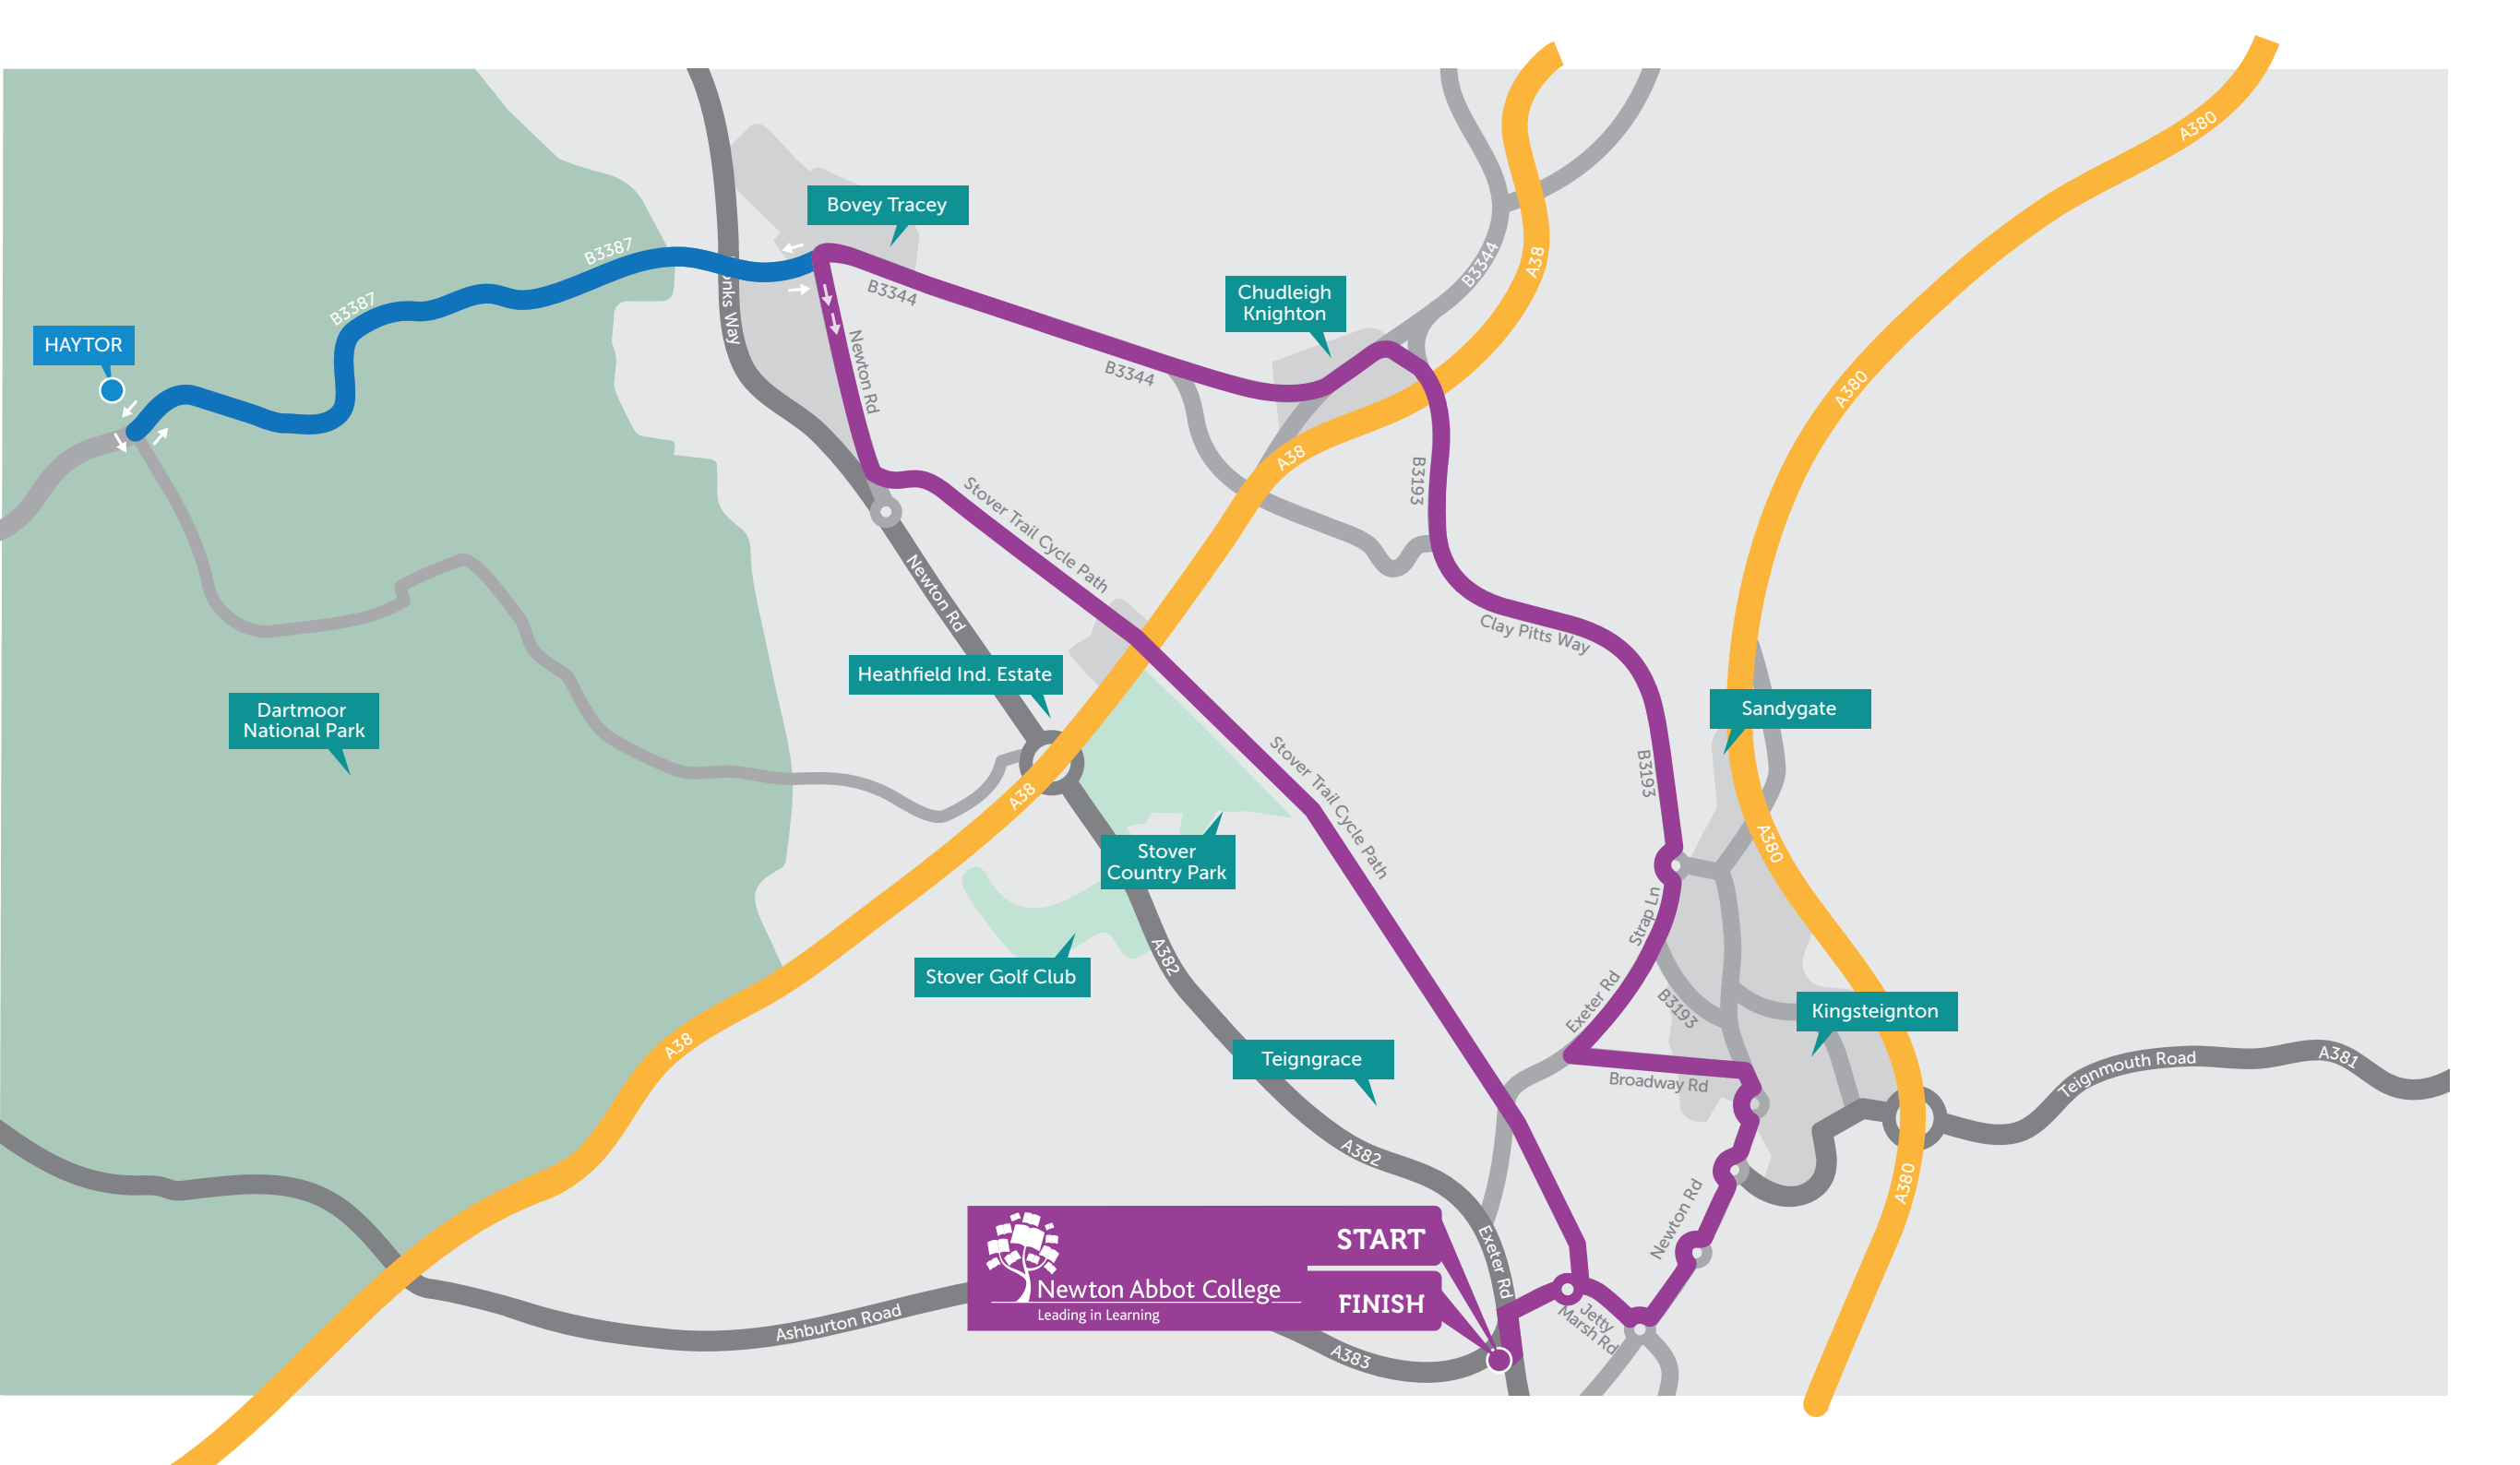 A380
Bovey Tracey
B3387
B3344
A38
B3344
Chudleigh
Knighton
B3387
HAYTOR
Way
Newton Rd
B3344
A380
A38
B3193
Stover Trail Cycle Path
Newton Rd
Clay Pitts Way
Heathfield Ind. Estate
Dartmoor
National Park
Sandygate
Stover Trail Cycle Path
B3193
A38
A380
Stover
Country Park
Strap Ln
A382
Stover Golf Club
Exeter Rd
B3193
Kingsteignton
A38
Teigngrace
Broadway Rd
Teignmouth Road
A381
A382
A380
Newton Rd
Exeter Rd
START
Newton Abbot College
Leading in Learning
FINISH
Jetty
Marsh Rd
Ashburton Road
A383